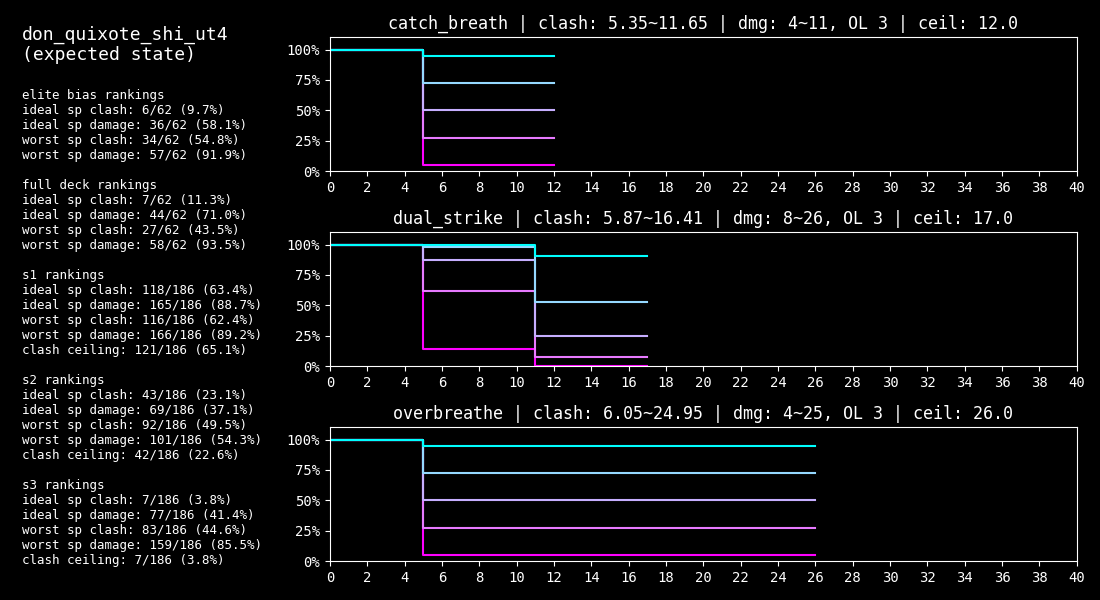 don_quixote_shi_ut4
(expected state)
elite bias rankings
ideal sp clash: 6/62 (9.7%)
ideal sp damage: 36/62 (58.1%)
worst sp clash: 34/62 (54.8%)
worst sp damage: 57/62 (91.9%)
full deck rankings
ideal sp clash: 7/62 (11.3%)
ideal sp damage: 44/62 (71.0%)
worst sp clash: 27/62 (43.5%)
worst sp damage: 58/62 (93.5%)
s1 rankings
ideal sp clash: 118/186 (63.4%)
ideal sp damage: 165/186 (88.7%)
worst sp clash: 116/186 (62.4%)
worst sp damage: 166/186 (89.2%)
clash ceiling: 121/186 (65.1%)
s2 rankings
ideal sp clash: 43/186 (23.1%)
ideal sp damage: 69/186 (37.1%)
worst sp clash: 92/186 (49.5%)
worst sp damage: 101/186 (54.3%)
clash ceiling: 42/186 (22.6%)
s3 rankings
ideal sp clash: 7/186 (3.8%)
ideal sp damage: 77/186 (41.4%)
worst sp clash: 83/186 (44.6%)
worst sp damage: 159/186 (85.5%)
clash ceiling: 7/186 (3.8%)
catch_breath | clash: 5.35~11.65 | dmg: 4~11, OL 3 | ceil: 12.0
100%
75%
50%
25%
0%
0 2 4 6 8 10 12 14 16 18 20 22 24 26 28 30 32 34 36 38 40
dual_strike | clash: 5.87~16.41 | dmg: 8~26, OL 3 | ceil: 17.0
100%
75%
50%
25%
0%
0 2 4 6 8 10 12 14 16 18 20 22 24 26 28 30 32 34 36 38 40
overbreathe | clash: 6.05~24.95 | dmg: 4~25, OL 3 | ceil: 26.0
100%
75%
50%
25%
0%
0 2 4 6 8 10 12 14 16 18 20 22 24 26 28 30 32 34 36 38 40